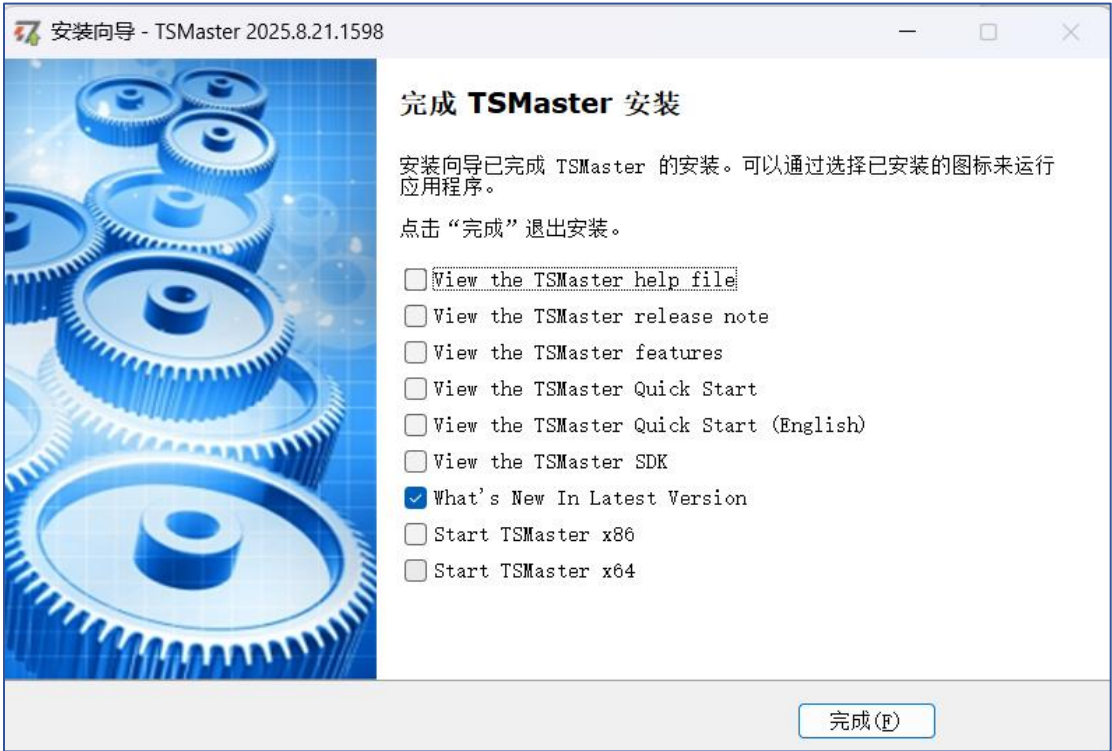 安装向导 - TSMaster 2025.8.21.1598
完成 TSMaster 安装
安装向导已完成 TSMaster 的安装。可以通过选择已安装的图标来运行
应用程序。
点击“完成”退出安装。
View the TSMaster help file
View the TSMaster release note
View the TSMaster features
View the TSMaster Quick Start
View the TSMaster Quick Start (English)
View the TSMaster SDK
What's New In Latest Version
Start TSMaster x86
Start TSMaster x64
完成(F)